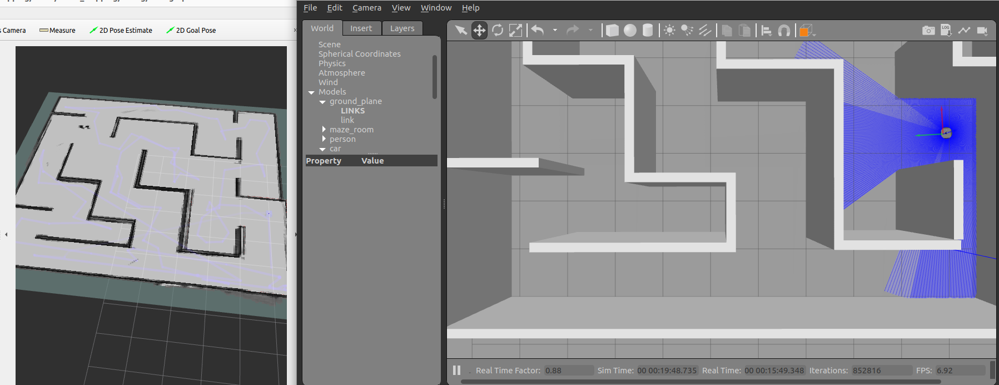 s Camera Measure 2D Pose Estimate 2D Goal Pose »
File Edit Camera View Window Help
World Insert Layers
Scene
Spherical Coordinates
Physics
Atmosphere
Wind
Models
ground_plane
LINKS
link
maze_room
person
car
Property Value
LOG
Real Time Factor: 0.88 Sim Time: 00 00:19:48.735 Real Time: 00 00:15:49.348 Iterations: 852816 FPS: 6.92